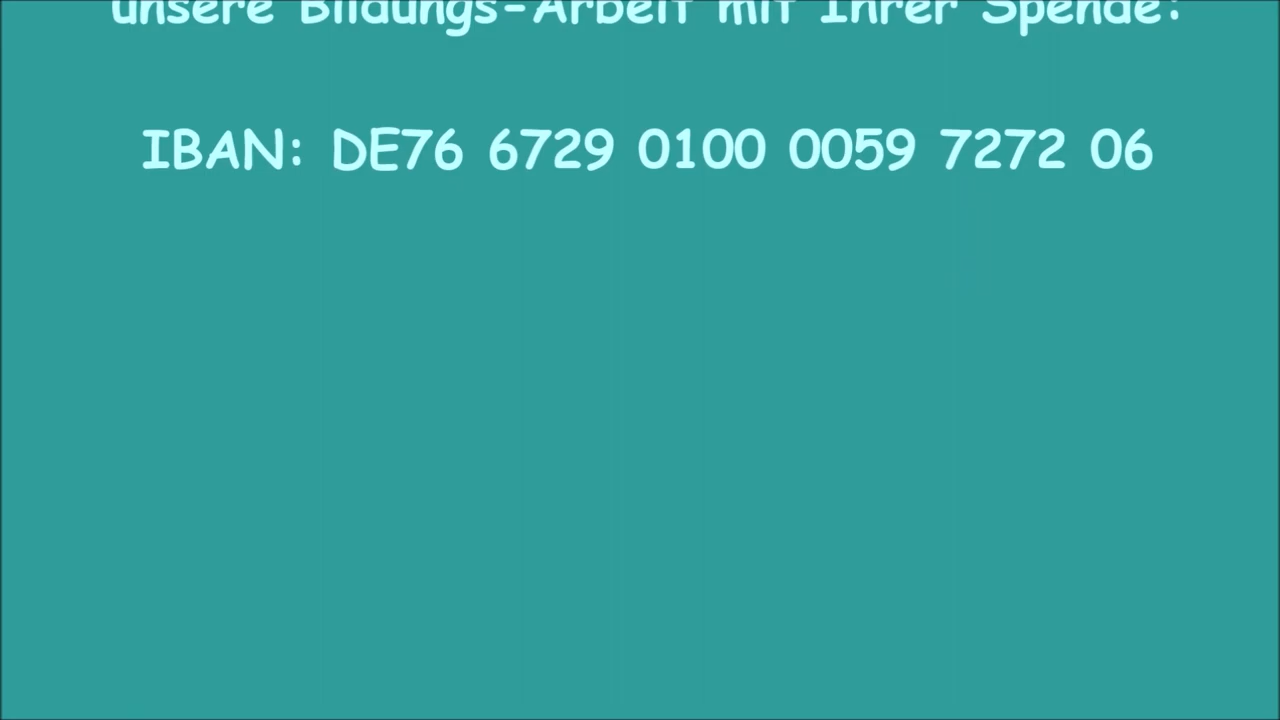 unsere Bildungs-Arbeit mit Ihrer Spende:
IBAN: DE76 6729 0100 0059 7272 06